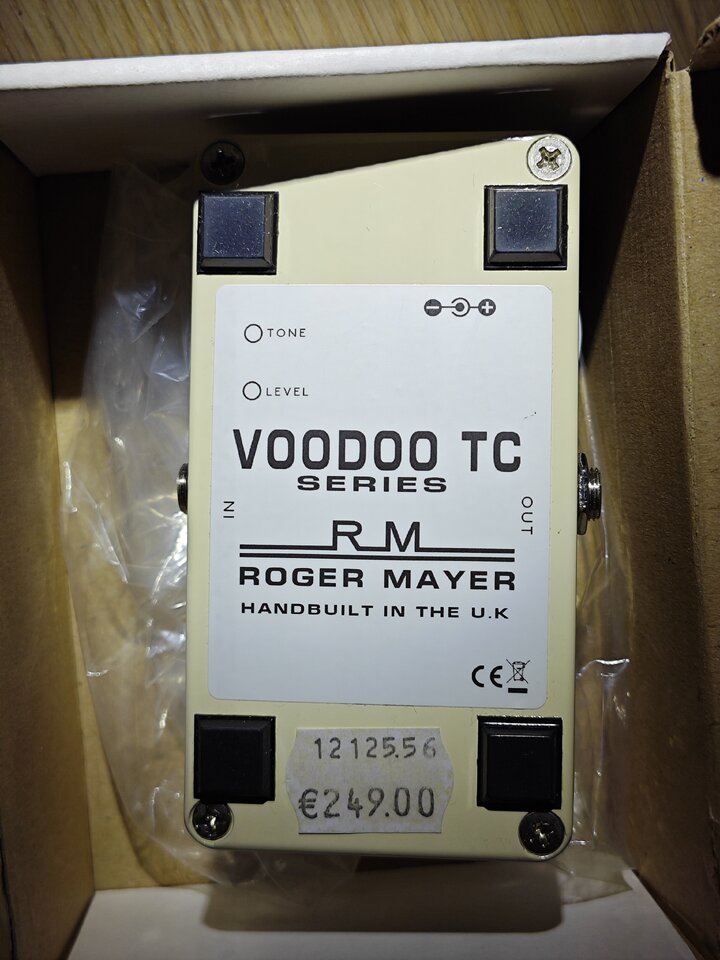 TONE
LEVEL
VOODOO TC
SERIES
IN
OUT
RM
ROGER MAYER
HANDBUILT IN THE U.K
CE
12125.56
€249.00